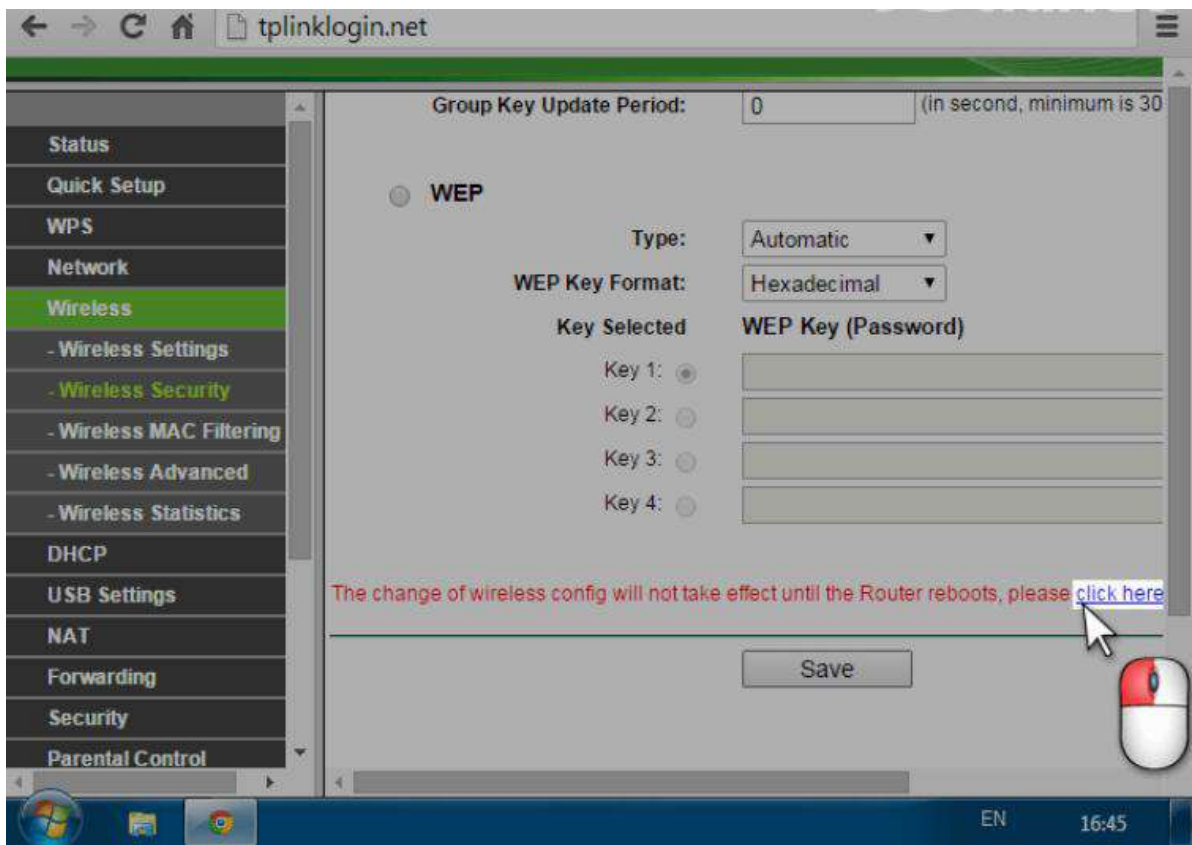 tplinklogin.net
Status
Quick Setup
WPS
Network
Wireless
- Wireless Settings
- Wireless Security
- Wireless MAC Filtering
- Wireless Advanced
- Wireless Statistics
DHCP
USB Settings
NAT
Forwarding
Security
Parental Control
Group Key Update Period: 0 (in second, minimum is 30
WEP
Type: Automatic
WEP Key Format: Hexadecimal
Key Selected WEP Key (Password)
Key 1:
Key 2:
Key 3:
Key 4:
The change of wireless config will not take effect until the Router reboots, please click here
Save
EN 16:45